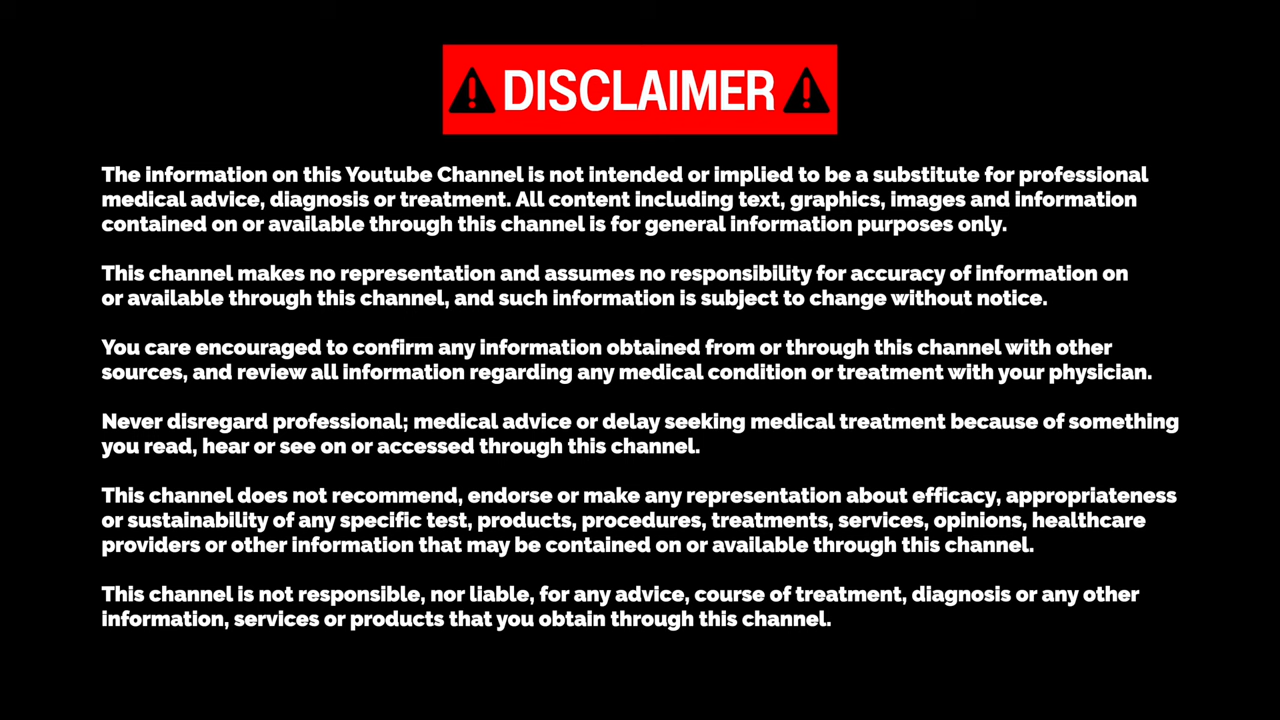 DISCLAIMER
The information on this Youtube Channel is not intended or implied to be a substitute for professional
medical advice, diagnosis or treatment. All content including text, graphics, images and information
contained on or available through this channel is for general information purposes only.
This channel makes no representation and assumes no responsibility for accuracy of information on
or available through this channel, and such information is subject to change without notice.
You care encouraged to confirm any information obtained from or through this channel with other
sources, and review all information regarding any medical condition or treatment with your physician.
Never disregard professional; medical advice or delay seeking medical treatment because of something
you read, hear or see on or accessed through this channel.
This channel does not recommend, endorse or make any representation about efficacy, appropriateness
or sustainability of any specific test, products, procedures, treatments, services, opinions, healthcare
providers or other information that may be contained on or available through this channel.
This channel is not responsible, nor liable, for any advice, course of treatment, diagnosis or any other
information, services or products that you obtain through this channel.